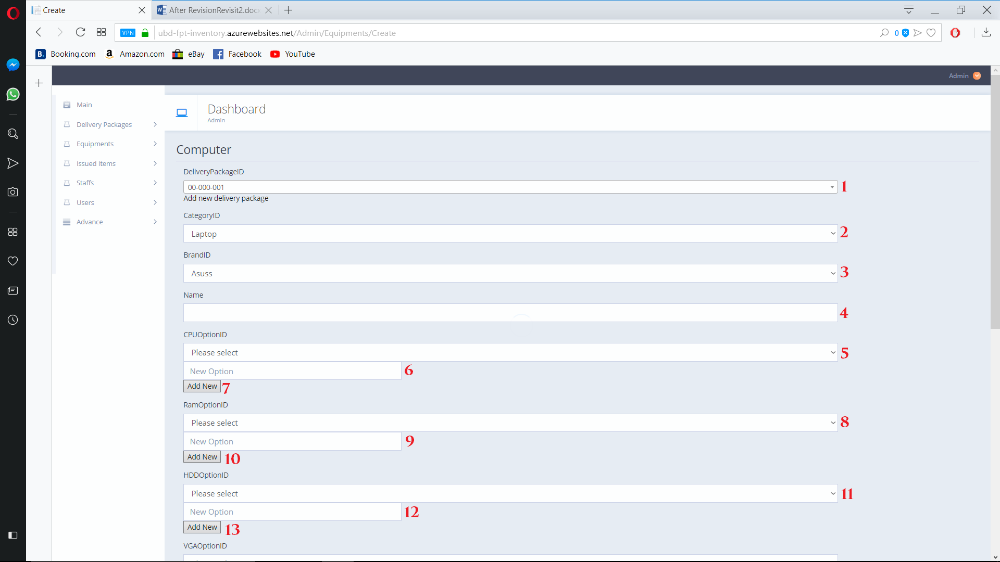 Create
After RevisionRevisit2.docx
VPN
ubd-fpt-inventory.azurewebsites.net/Admin/Equipments/Create
0
B. Booking.com
a Amazon.com
eBay
Facebook
YouTube
Admin
Main
Delivery Packages
Equipments
Issued Items
Staffs
Users
Advance
Dashboard
Admin
Computer
DeliveryPackageID
00-000-001 1
Add new delivery package
CategoryID
Laptop 2
BrandID
Asuss 3
Name
4
CPUOptionID
Please select 5
New Option 6
Add New 7
RamOptionID
Please select 8
New Option 9
Add New 10
HDDOptionID
Please select 11
New Option 12
Add New 13
VGAOptionID